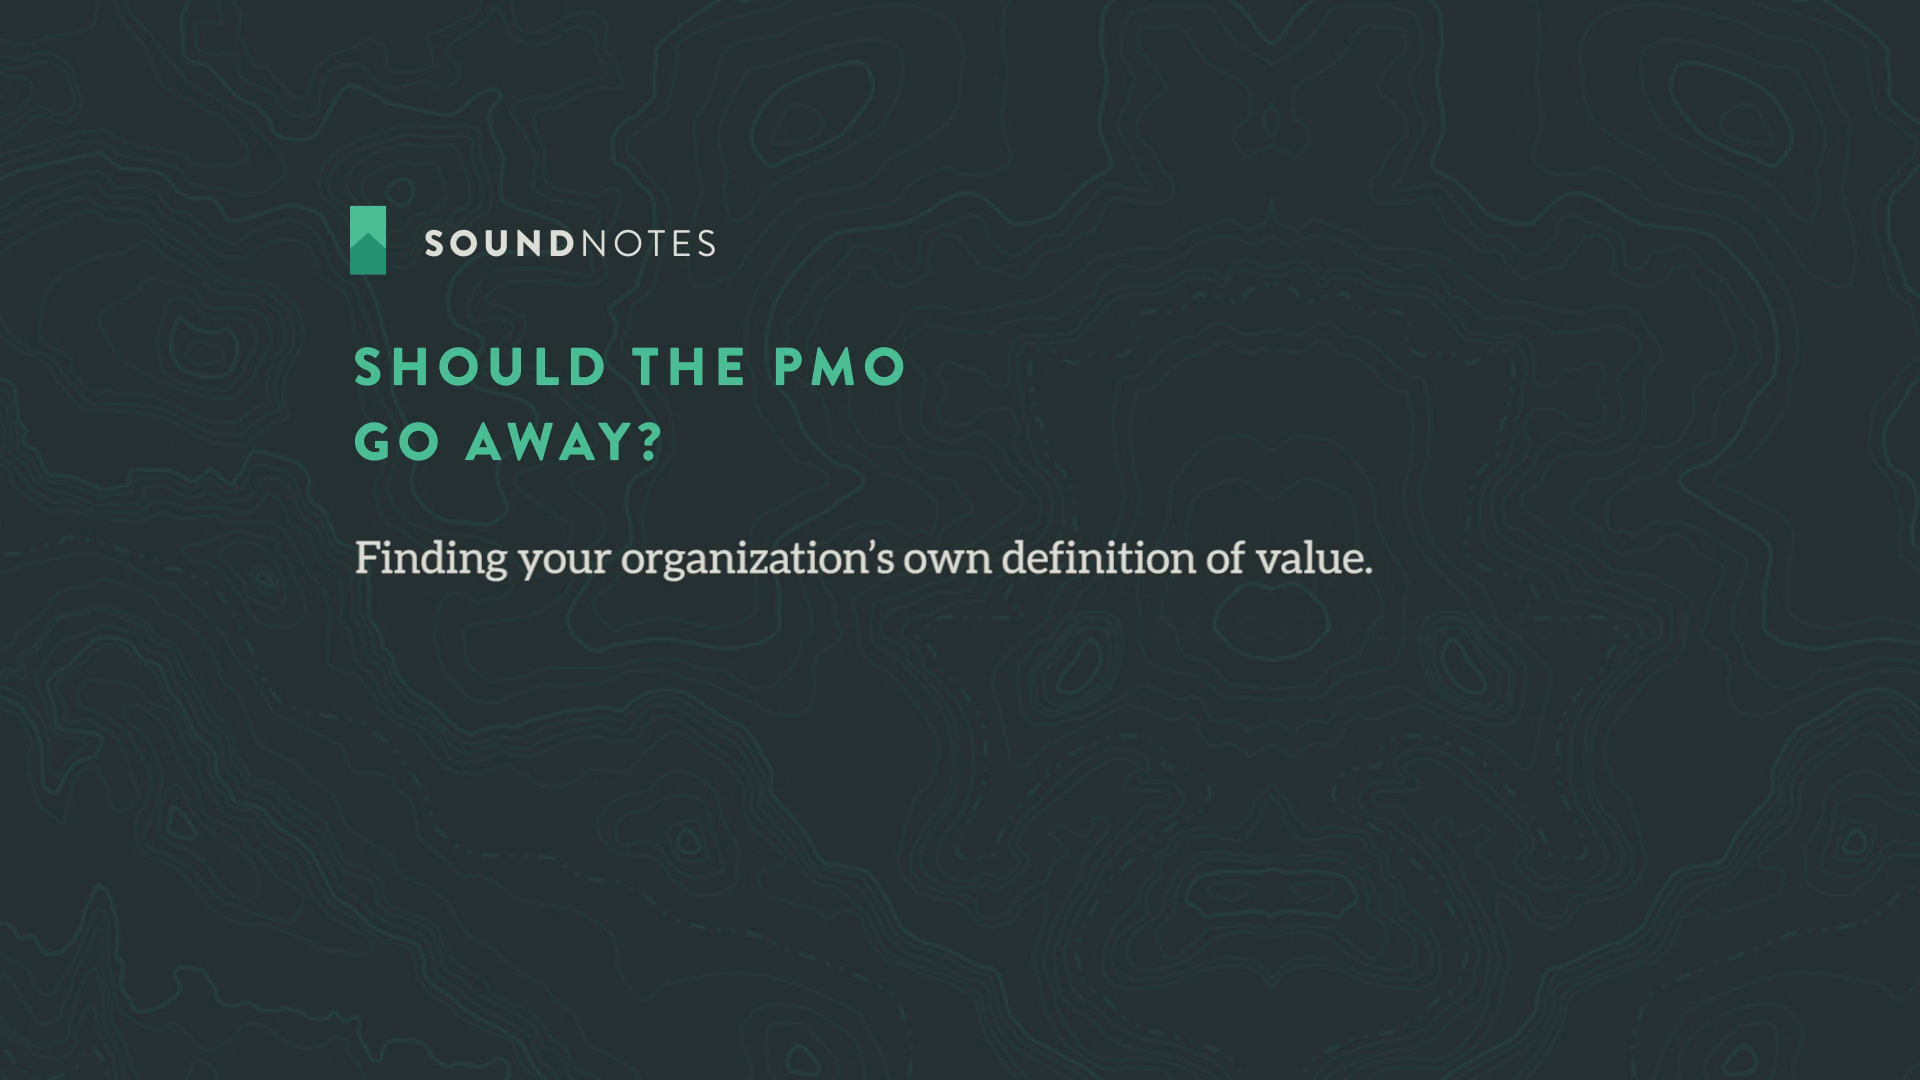 SOUNDNOTES
SHOULD THE PMO
GO AWAY?
Finding your organization’s own definition of value.